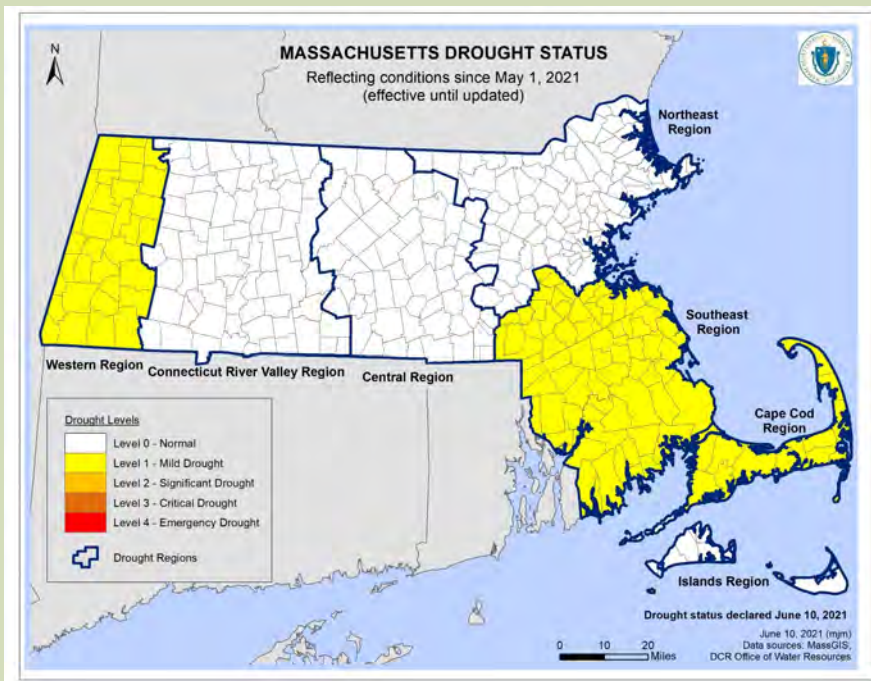 N
MASSACHUSETTS DROUGHT STATUS
Reflecting conditions since May 1, 2021
(effective until updated)
Northeast
Region
Southeast
Region
Western Region
Connecticut River Valley Region
Central Region
Cape Cod
Region
Drought Levels
Level 0 - Normal
Level 1 - Mild Drought
Level 2 - Significant Drought
Level 3 - Critical Drought
Level 4 - Emergency Drought
Drought Regions
Islands Region
Drought status declared June 10, 2021
June 10, 2021 (mjm)
Data sources: MassGIS,
DCR Office of Water Resources
0 10 20
Miles